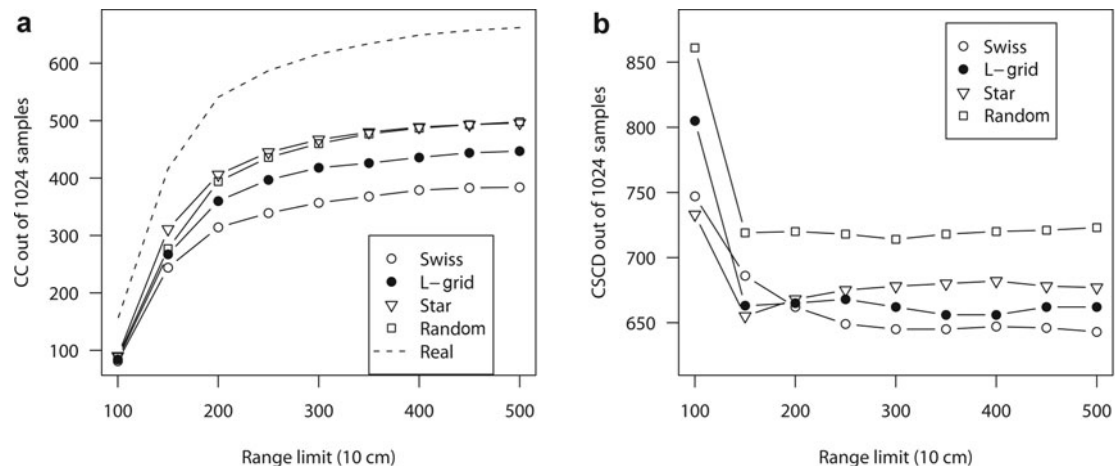 a
CC out of 1024 samples
600
500
400
300
200
100
Swiss
L-grid
Star
Random
Real
100 200 300 400 500
Range limit (10 cm)
b
CSCD out of 1024 samples
850
800
750
700
650
Swiss
L-grid
Star
Random
100 200 300 400 500
Range limit (10 cm)